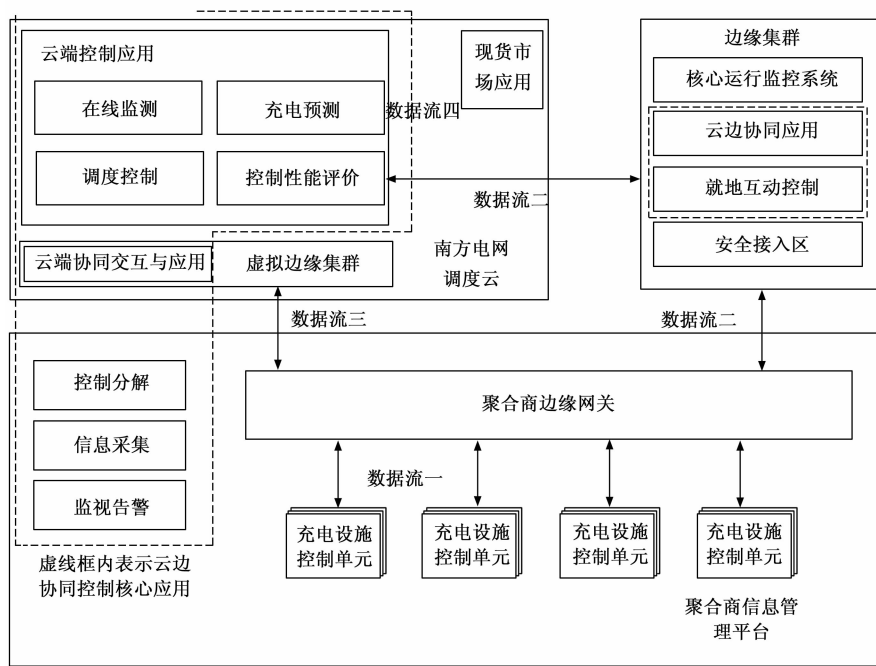 云端控制应用
在线监测
充电预测
调度控制
控制性能评价
现货市
场应用
数据流四
数据流二
云端协同交互与应用
虚拟边缘集群
南方电网
调度云
边缘集群
核心运行监控系统
云边协同应用
就地互动控制
安全接入区
数据流三
数据流二
控制分解
信息采集
监视告警
虚线框内表示云边
协同控制核心应用
聚合商边缘网关
数据流一
充电设施
控制单元
充电设施
控制单元
充电设施
控制单元
充电设施
控制单元
聚合商信息管
理平台